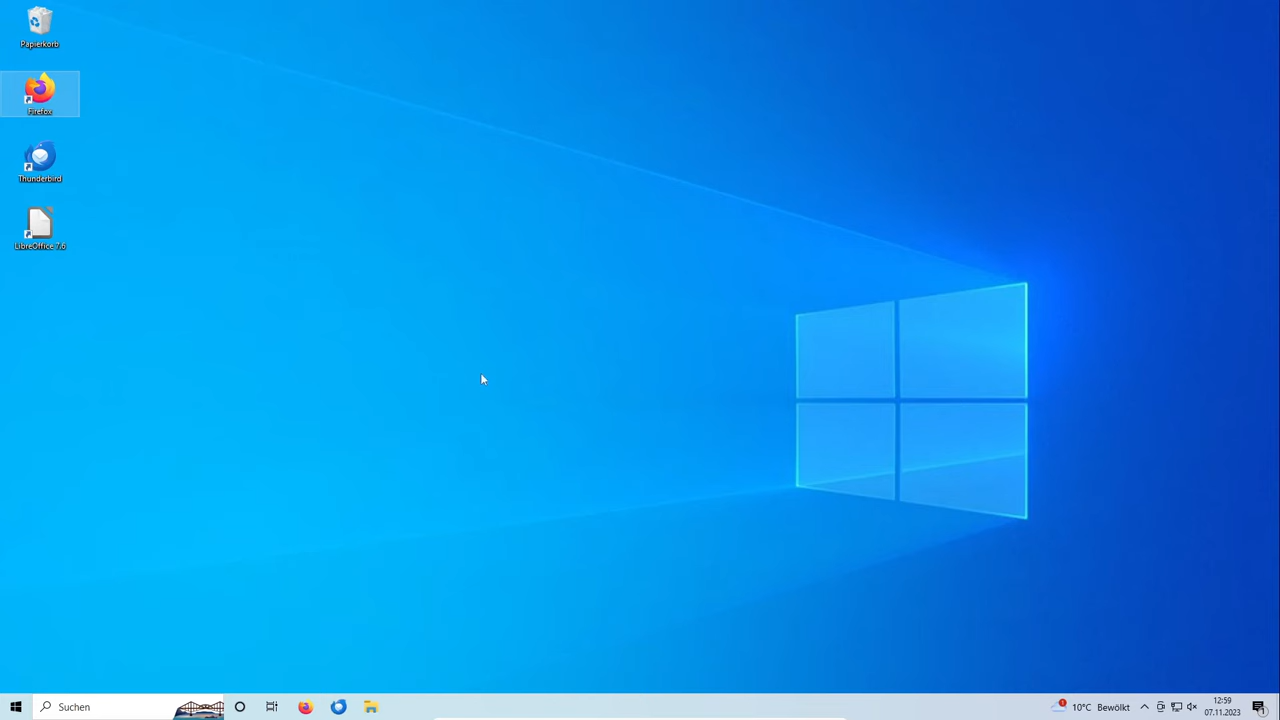 Papierkorb
Firefox
Thunderbird
LibreOffice 7.6
Suchen
10°C Bewölkt
12:59
07.11.2023